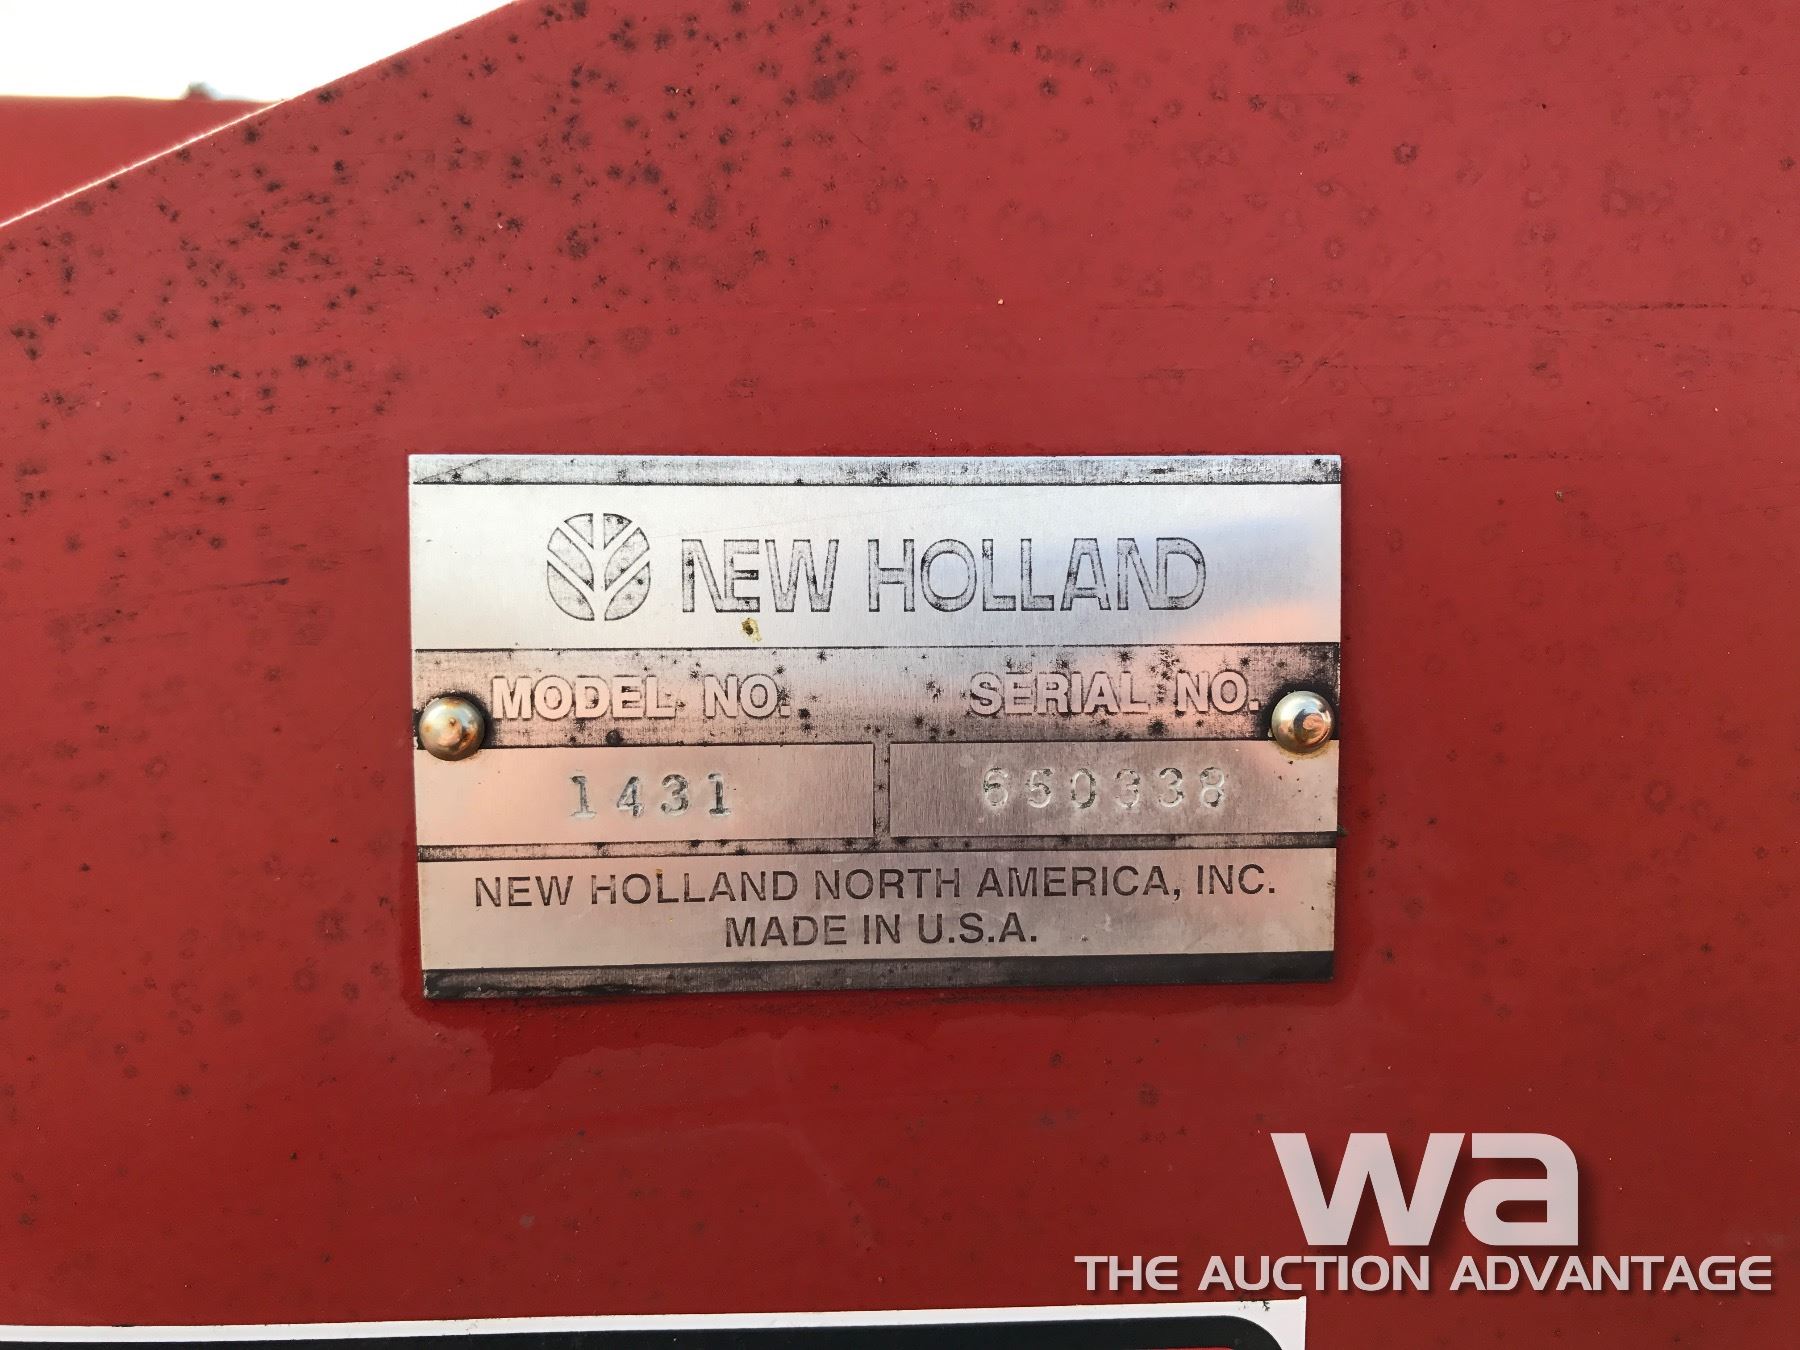 NEW HOLLAND
MODEL NO. SERIAL NO.
1431 650338
NEW HOLLAND NORTH AMERICA, INC.
MADE IN U.S.A.
wa
THE AUCTION ADVANTAGE